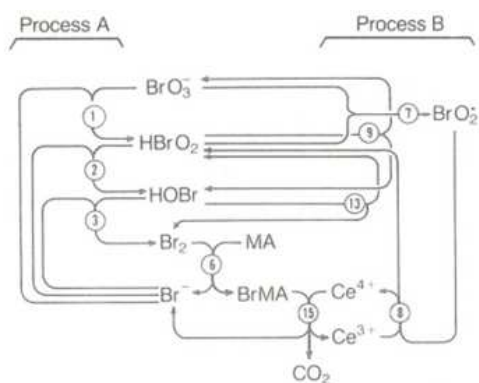 Process A Process B
BrO₃⁻ 7 BrO₂•
1 9
HBrO₂
2
HOBr
3 13
Br₂ MA
6
Br⁻ BrMA Ce⁴⁺
15 8
Ce³⁺
CO₂